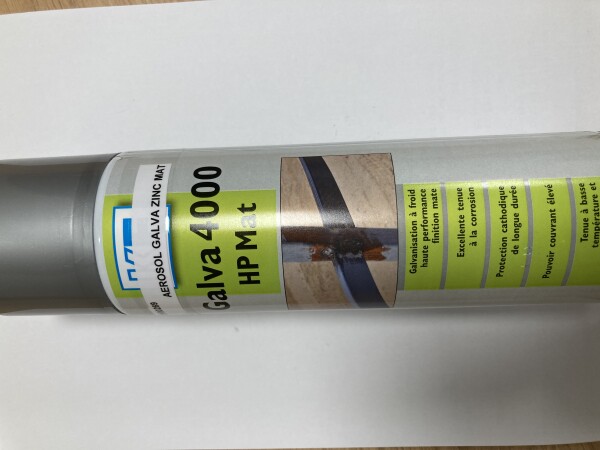 AEROSOL GALVA ZINC MAT
Galva 4000
HP Mat
Galvanisation à froid
haute performance
finition mate
Excellente tenue
à la corrosion
Protection cathodique
de longue durée
Pouvoir couvrant élevé
Tenue à basse
température et